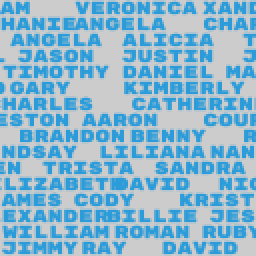 AM VERONICA XAND
HANIE ANGELA CHAR
ANGELA ALICIA T
L JASON JUSTIN J
TIMOTHY DANIEL MA
D GARY KIMBERLY
CHARLES CATHERIN
ESTON AARON COU
BRANDON BENNY R
NDSAY LILIANA NAN
EN TRISTA SANDRA
LIZABETH DAVID NIC
AMES CODY KRIST
EXANDER BILLIE JES
WILLIAM ROMAN RUBY
JIMMY RAY DAVID